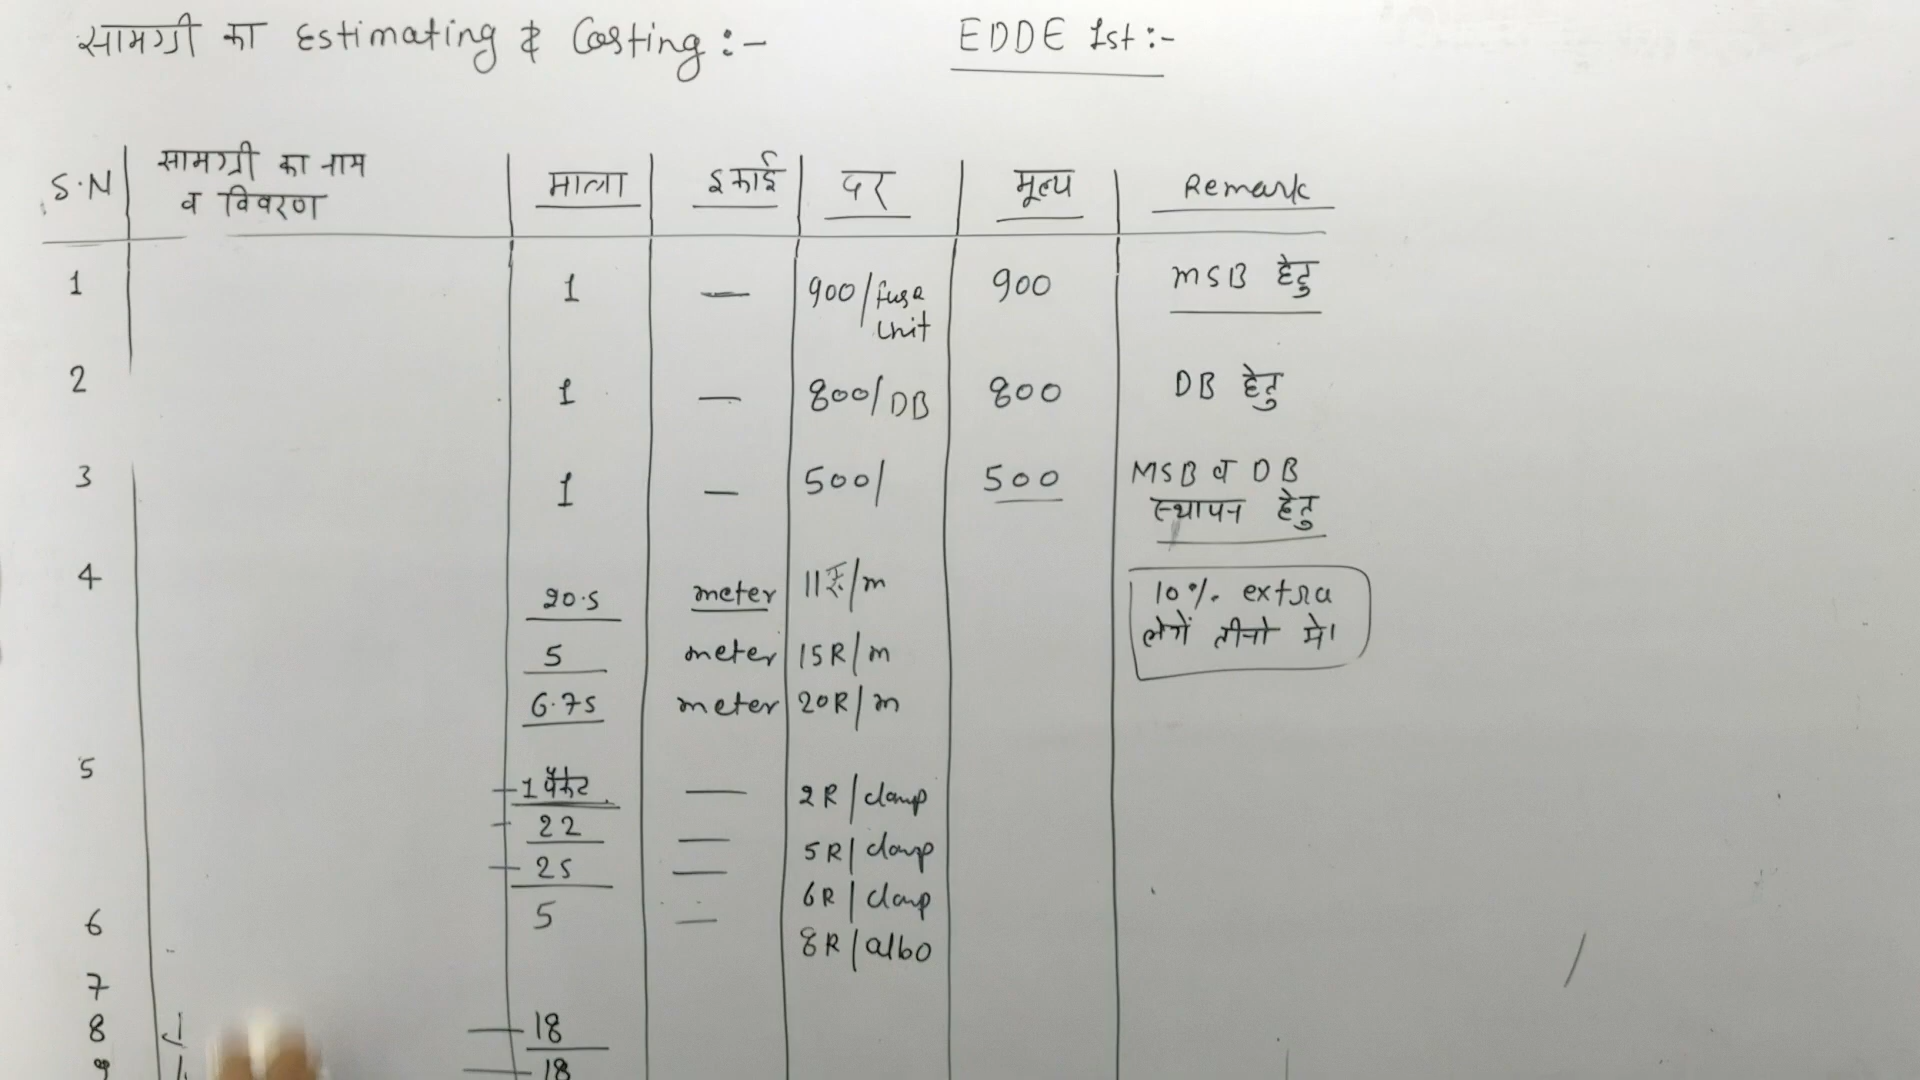 सामग्री का Estimating & Costing :-
EDDE 1st :-
S.N
सामग्री का नाम
व विवरण
मात्रा
इकाई
दर
मूल्य
Remark
1
1
—
900/fuse
unit
900
MSB हेतु
2
1
—
800/DB
800
DB हेतु
3
1
—
500/
500
MSB व DB
स्थापन हेतु
4
20.5
meter
11रु/m
10% extra
लेगें तीनो मे।
5
meter
15R/m
6.75
meter
20R/m
5
1 पैकेट
—
2R/clamp
22
—
5R/clamp
25
—
6R/clamp
6
5
—
8R/albo
7
8
18
9
18